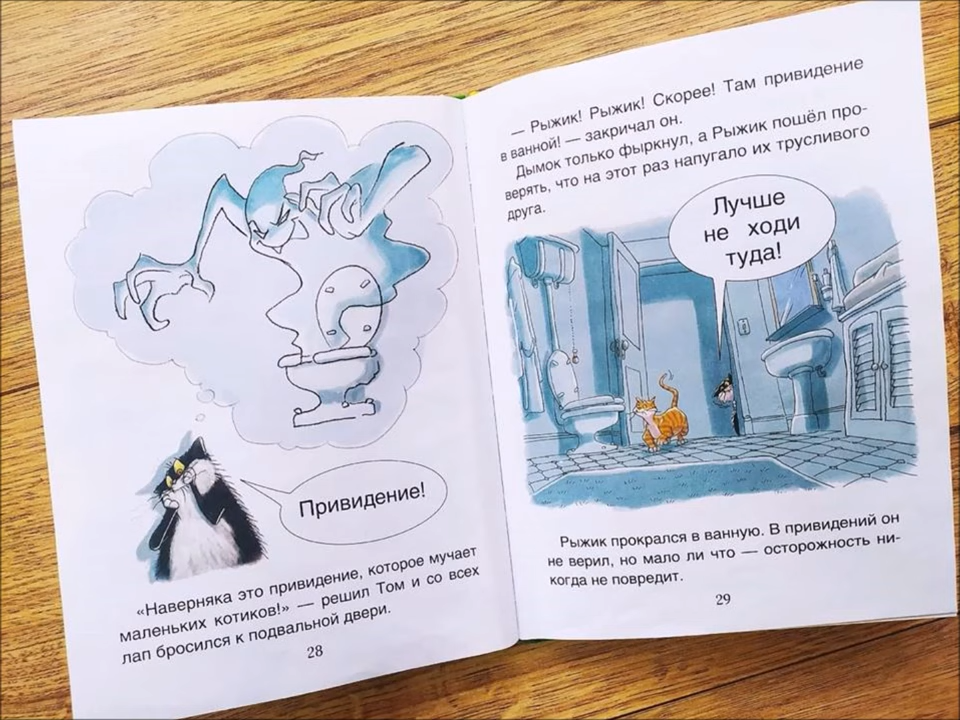 Привидение!
«Наверняка это привидение, которое мучает
маленьких котиков!» — решил Том и со всех
лап бросился к подвальной двери.
28
— Рыжик! Рыжик! Скорее! Там привидение
в ванной! — закричал он.
Дымок только фыркнул, а Рыжик пошёл про-
верять, что на этот раз напугало их трусливого
друга.
Лучше
не ходи
туда!
Рыжик прокрался в ванную. В привидений он
не верил, но мало ли что — осторожность ни-
когда не повредит.
29